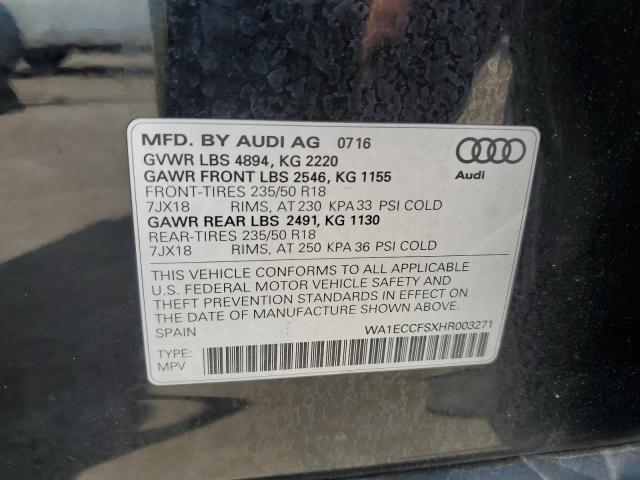 MFD. BY AUDI AG 07 16
GVWR LBS 4894, KG 2220
GAWR FRONT LBS 2546, KG 1155
FRONT-TIRES 235/50 R18
7JX18 RIMS, AT 230 KPA 33 PSI COLD
GAWR REAR LBS 2491, KG 1130
REAR-TIRES 235/50 R18
7JX18 RIMS, AT 250 KPA 36 PSI COLD
Audi
THIS VEHICLE CONFORMS TO ALL APPLICABLE
U.S. FEDERAL MOTOR VEHICLE SAFETY AND
THEFT PREVENTION STANDARDS IN EFFECT ON
THE DATE OF MANUFACTURE SHOWN ABOVE.
SPAIN WA1ECCFSXHR003271
TYPE:
MPV